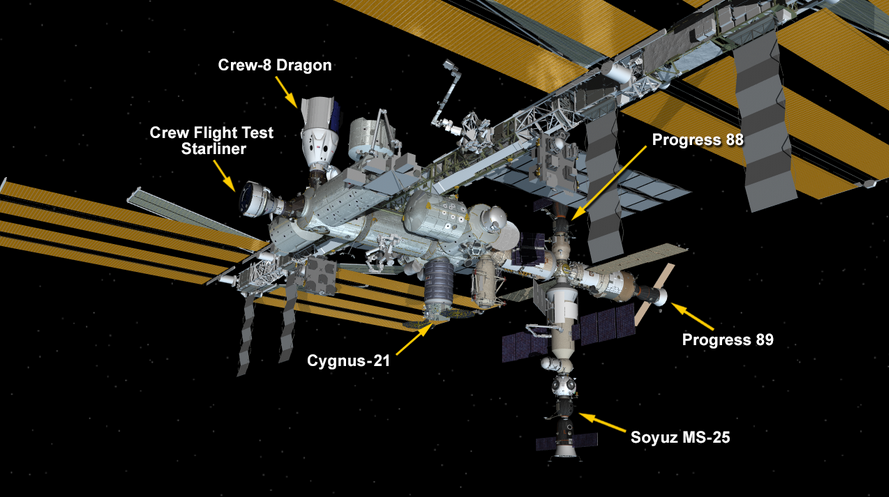 Crew-8 Dragon
Crew Flight Test
Starliner
Progress 88
Progress 89
Cygnus-21
Soyuz MS-25